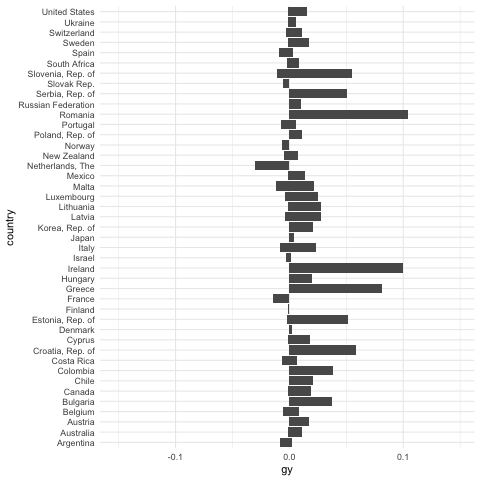 United States
Ukraine
Switzerland
Sweden
Spain
South Africa
Slovenia, Rep. of
Slovak Rep.
Serbia, Rep. of
Russian Federation
Romania
Portugal
Poland, Rep. of
Norway
New Zealand
Netherlands, The
Mexico
Malta
Luxembourg
Lithuania
Latvia
Korea, Rep. of
Japan
Italy
Israel
Ireland
Hungary
Greece
France
Finland
Estonia, Rep. of
Denmark
Cyprus
Croatia, Rep. of
Costa Rica
Colombia
Chile
Canada
Bulgaria
Belgium
Austria
Australia
Argentina
country
-0.1 0.0 0.1
gy